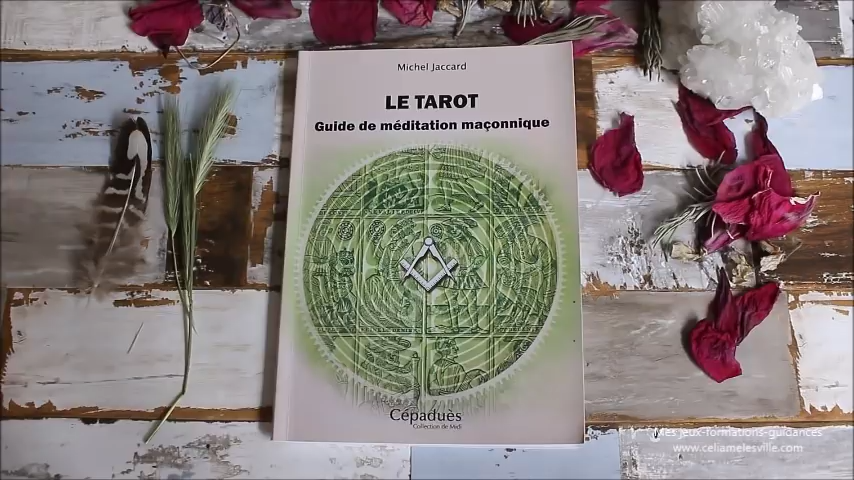 Michel Jaccard
LE TAROT
Guide de méditation maçonnique
Cépaduès
Collection de Midi
Mes jeux-formations-guidances
www.celiamelesville.com